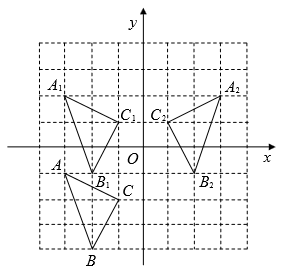 y
A₁ A₂
C₁ C₂
O x
A B₁ B₂
C
B